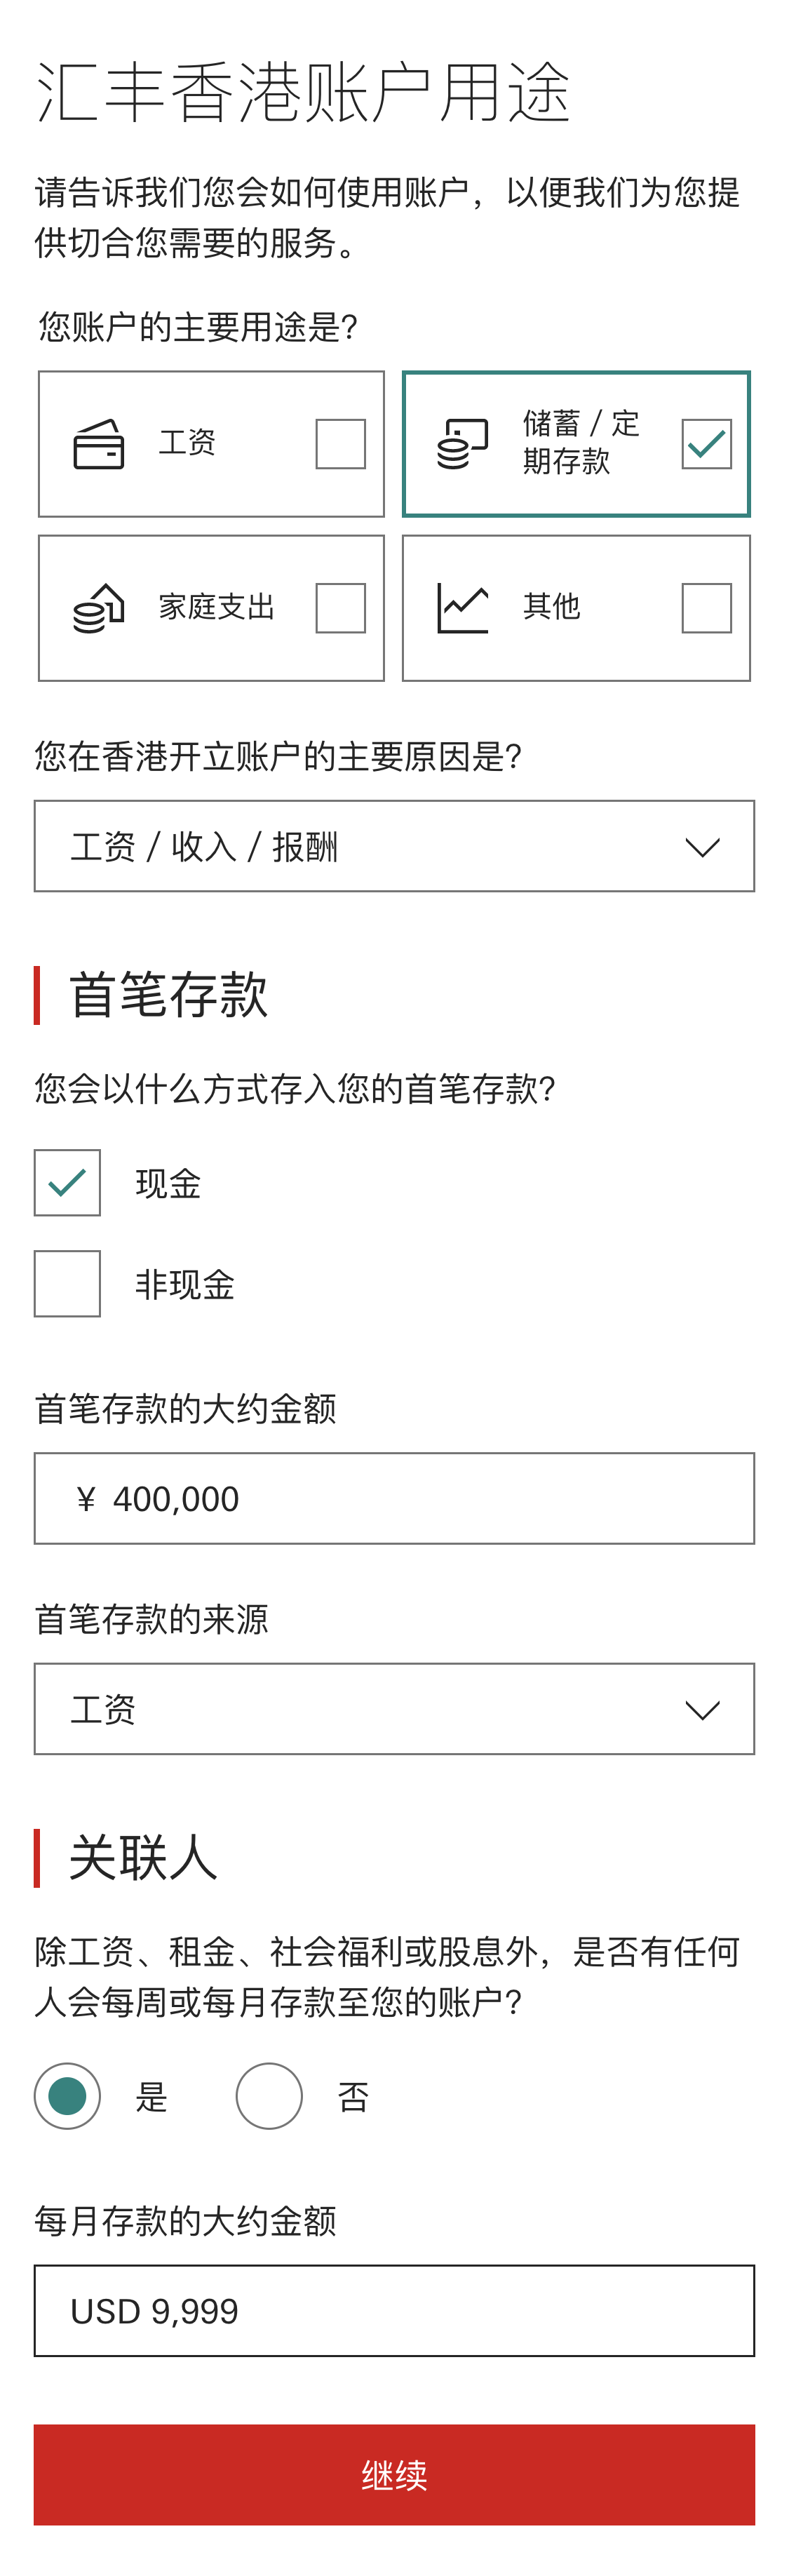 汇丰香港账户用途
请告诉我们您会如何使用账户，以便我们为您提
供切合您需要的服务。
您账户的主要用途是?
工资
储蓄 / 定
期存款
家庭支出
其他
您在香港开立账户的主要原因是?
工资 / 收入 / 报酬
首笔存款
您会以什么方式存入您的首笔存款?
现金
非现金
首笔存款的大约金额
¥ 400,000
首笔存款的来源
工资
关联人
除工资、租金、社会福利或股息外，是否有任何
人会每周或每月存款至您的账户?
是 否
每月存款的大约金额
USD 9,999
继续